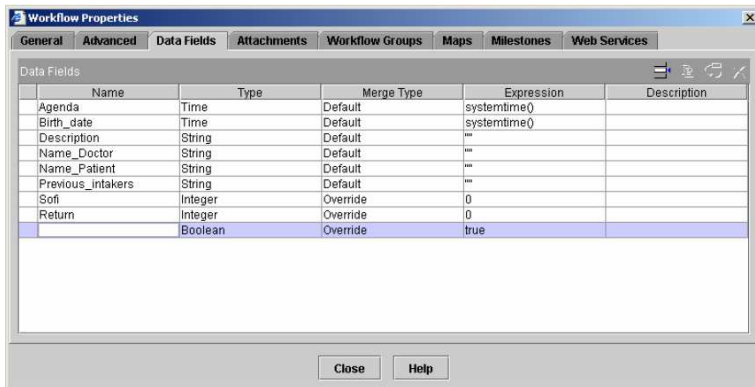 Workflow Properties
General Advanced Data Fields Attachments Workflow Groups Maps Milestones Web Services
Data Fields
Name Type Merge Type Expression Description
Agenda Time Default systemtime()
Birth_date Time Default systemtime()
Description String Default ""
Name_Doctor String Default ""
Name_Patient String Default ""
Previous_intakers String Default ""
Sofi Integer Override 0
Return Integer Override 0
Boolean Override true
Close Help